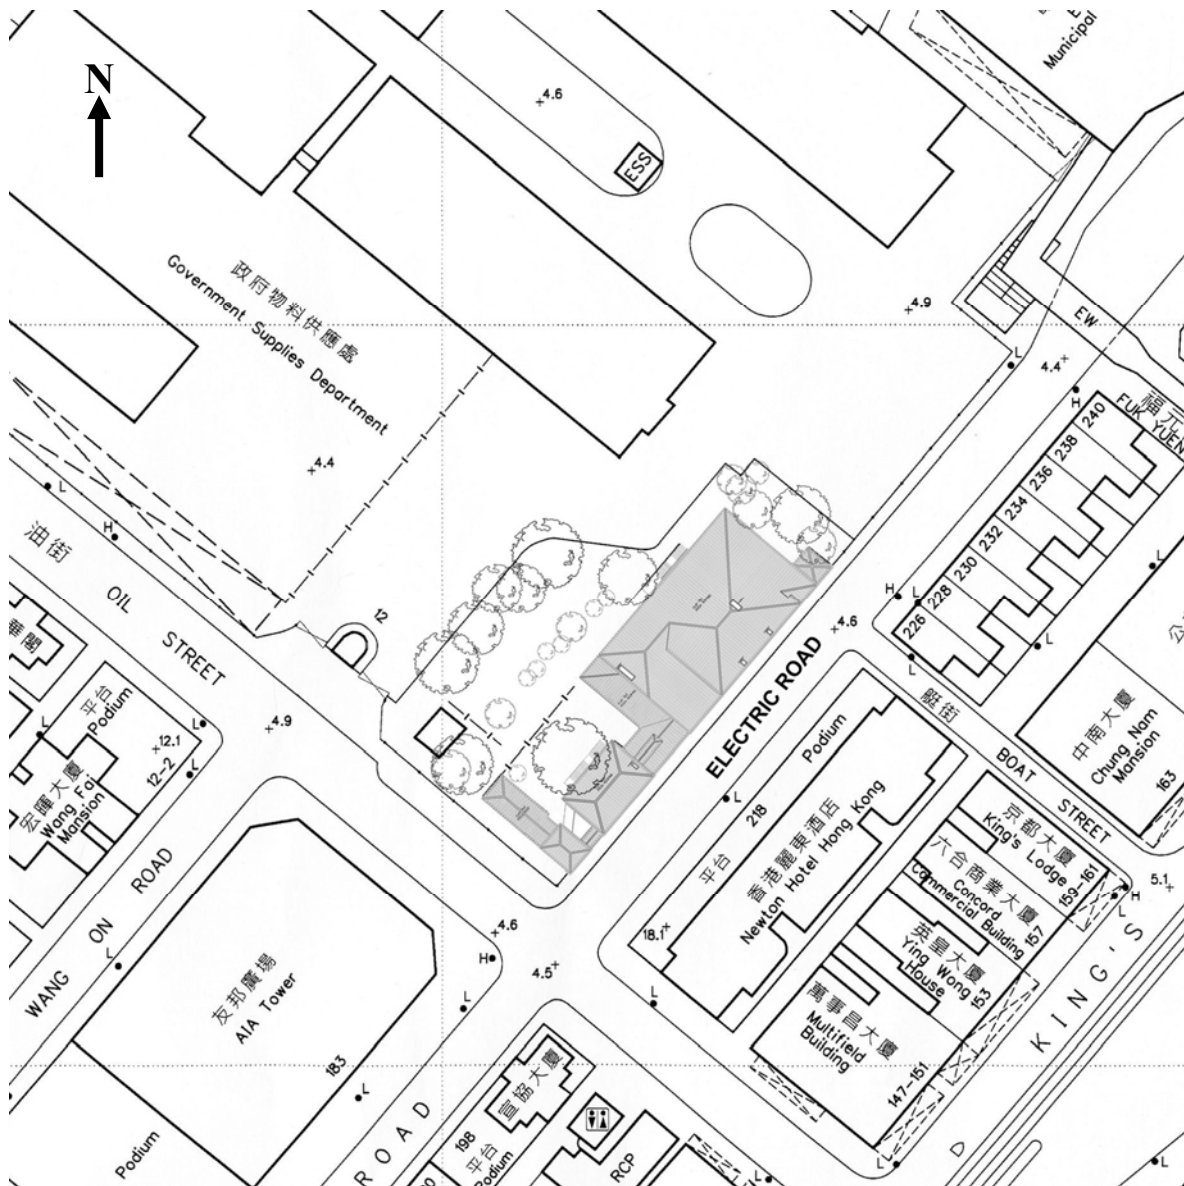 N
Municipal
4.6
ESS
政府物料供應處
Government Supplies Department
4.9
EW
4.4
L
H
福元
FUK YUEN
240
238
236
234
232
230
228
226
4.4
L
H
油街
OIL STREET
12
H
L
L
4.6
L
L
華閣
平台
Podium
12.1
12-2
L
L
L
4.9
宏暉大廈
Wang Fai
Mansion
ELECTRIC ROAD
艇街
BOAT STREET
中南大廈
Chung Nam
Mansion
163
Podium
218
平台
L
香港麗東酒店
Newton Hotel Hong Kong
18.1
京都大廈
King's Lodge
159-161
六合商業大廈
Concord
Commercial Building
157
英皇大廈
Ying Wong
House
153
萬事昌大廈
Multifield
Building
147-151
5.1
H
L
KING'S
WANG ON ROAD
L
友邦廣場
AIA Tower
183
4.6
H
4.5
L
L
L
宣協大廈
198
平台
Podium
RCP
ROAD
Podium
L
L
L
D